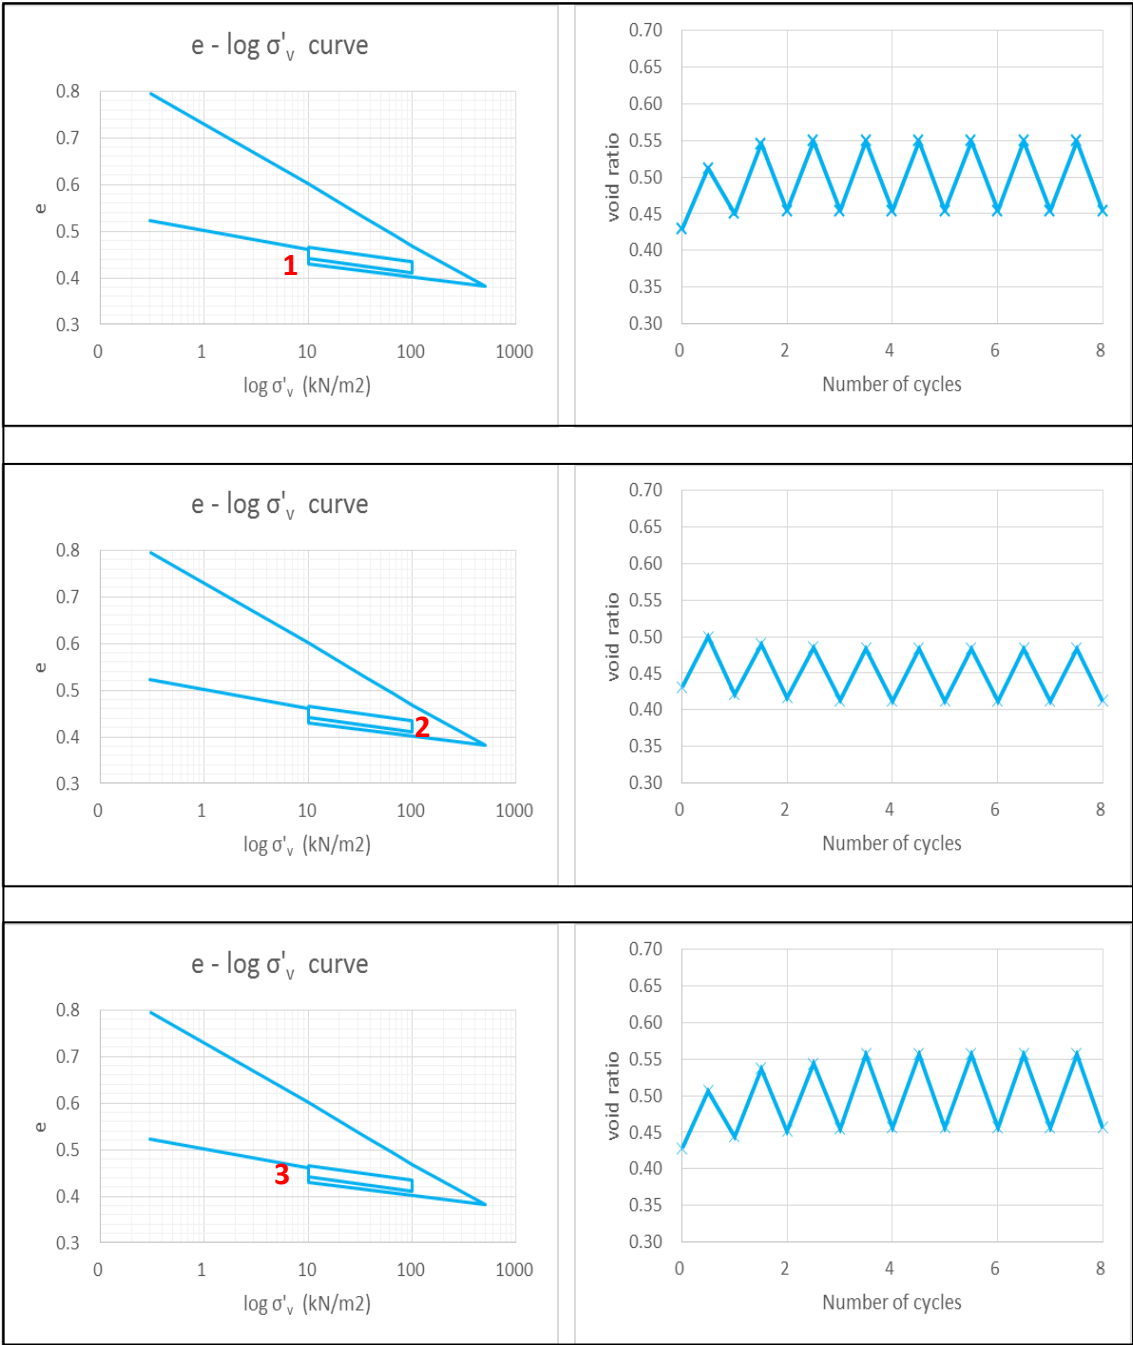 e - log σ'v curve
0.8
0.7
0.6
0.5
0.4
0.3
e
0 1 10 100 1000
log σ'v (kN/m2)
1
0.70
0.65
0.60
0.55
0.50
0.45
0.40
0.35
0.30
void ratio
0 2 4 6 8
Number of cycles
e - log σ'v curve
0.8
0.7
0.6
0.5
0.4
0.3
e
0 1 10 100 1000
log σ'v (kN/m2)
2
0.70
0.65
0.60
0.55
0.50
0.45
0.40
0.35
0.30
void ratio
0 2 4 6 8
Number of cycles
e - log σ'v curve
0.8
0.7
0.6
0.5
0.4
0.3
e
0 1 10 100 1000
log σ'v (kN/m2)
3
0.70
0.65
0.60
0.55
0.50
0.45
0.40
0.35
0.30
void ratio
0 2 4 6 8
Number of cycles